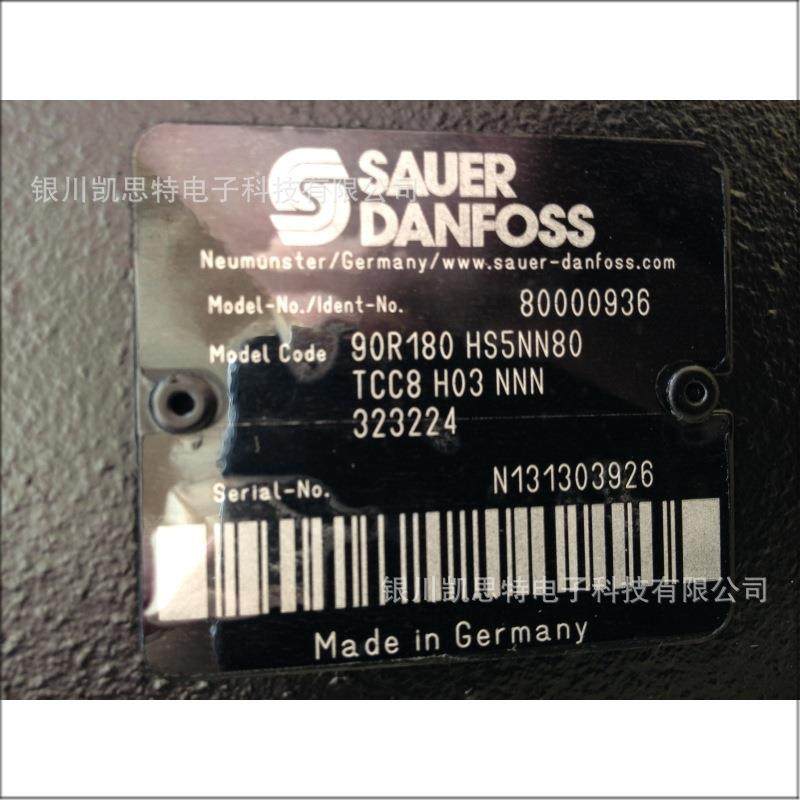 SAUER
DANFOSS
银川凯思特电子科技有限公司
Neumünster/Germany/www.sauer-danfoss.com
Model-No./Ident-No. 80000936
Model Code 90R180 HS5NN80
TCC8 H03 NNN
323224
Serial-No. N131303926
银川凯思特电子科技有限公司
Made in Germany